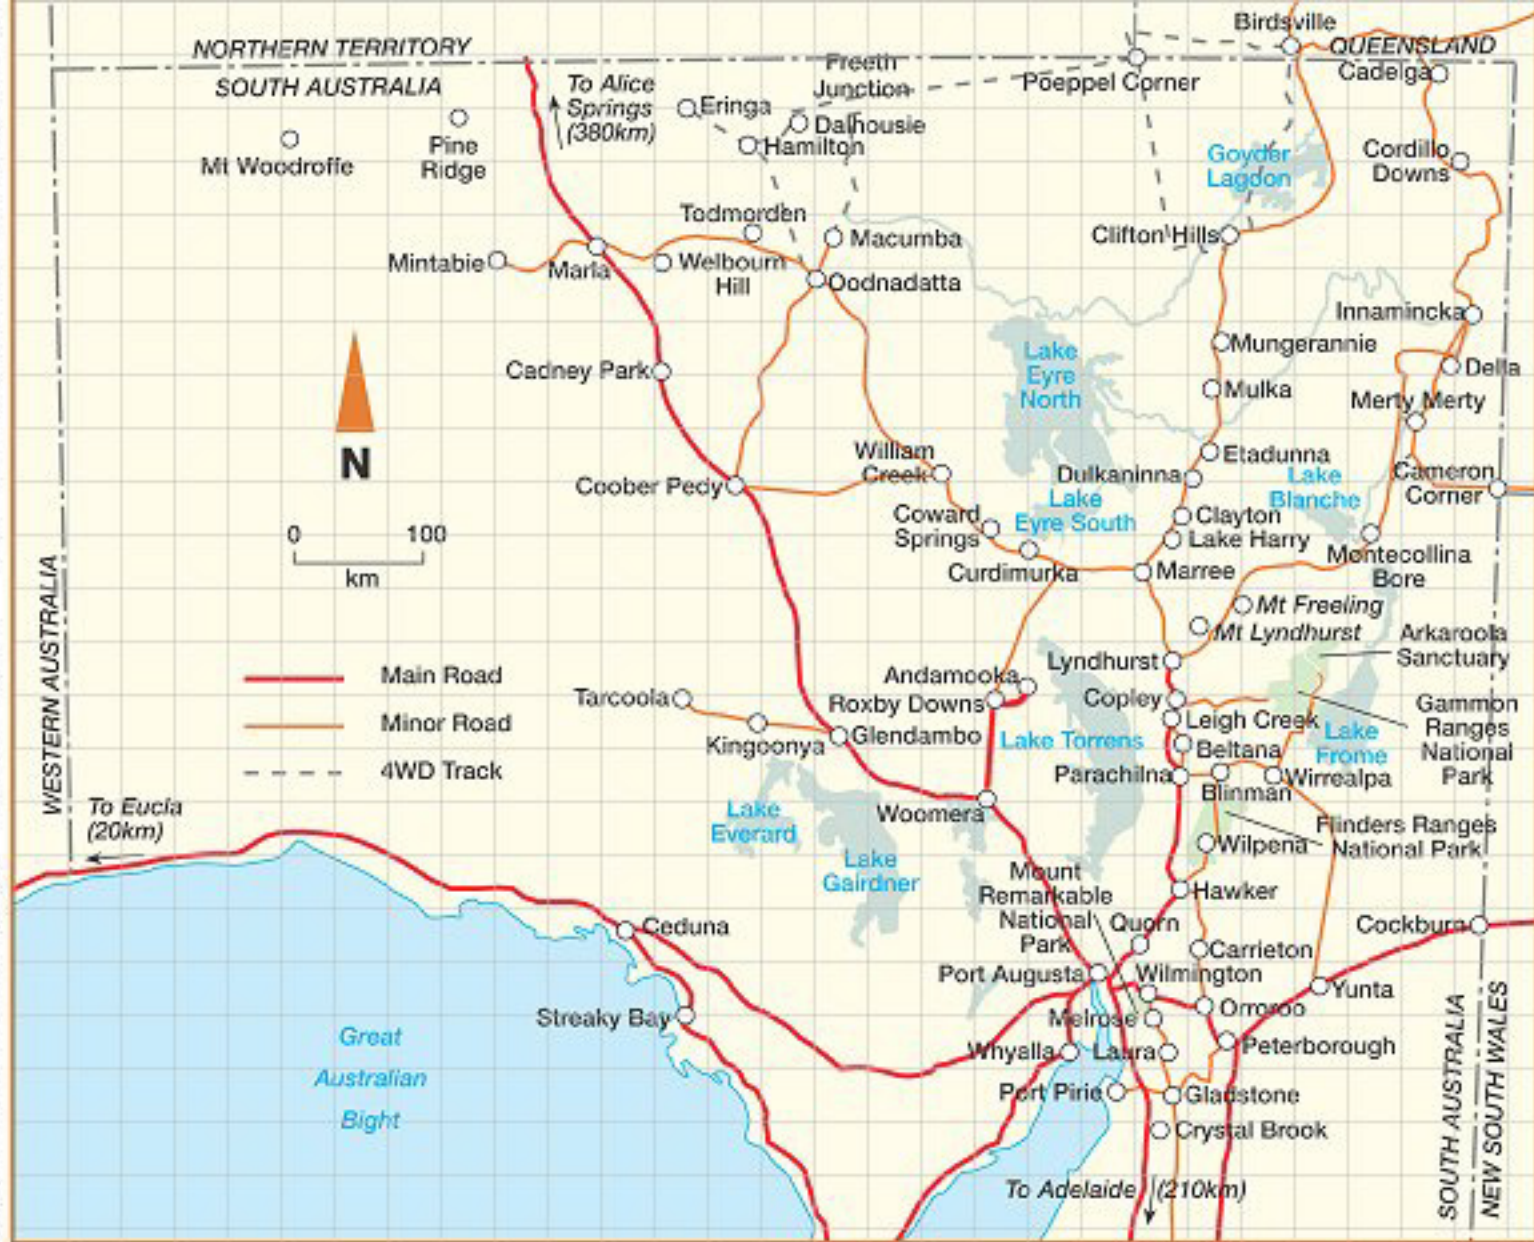 Birdsville
NORTHERN TERRITORY
QUEENSLAND
SOUTH AUSTRALIA
To Alice
Springs
(380km)
Freeth
Junction
Poeppel Corner
Cadelga
Eringa
Dalhousie
Hamilton
Pine
Ridge
Mt Woodroffe
Goyder
Lagdon
Cordillo
Downs
Todmorden
Macumba
Clifton Hills
Mintabie
Marla
Welbourn
Hill
Oodnadatta
Innamincka
Mungerannie
Lake
Eyre
North
Cadney Park
Della
Mulka
Merty Merty
N
William
Creek
Etadunna
Dulkaninna
Lake
Blanche
Cameron
Corner
Coober Pedy
Lake
Eyre South
Coward
Springs
Clayton
Lake Harry
0 100
km
Curdimurka
Marree
Montecollina
Bore
Mt Freeling
Mt Lyndhurst
Arkaroola
Sanctuary
WESTERN AUSTRALIA
Lyndhurst
Main Road
Andamooka
Tarcoola
Roxby Downs
Copley
Gammon
Ranges
National
Park
Minor Road
Leigh Creek
Kingoonya
Glendambo
Lake Torrens
Lake
Frome
Beltana
4WD Track
Parachilna
Wirrealpa
Blinman
To Eucla
(20km)
Woomera
Lake
Everard
Flinders Ranges
National Park
Wilpena
Lake
Gairdner
Mount
Remarkable
National
Park
Hawker
Quorn
Ceduna
Cockburn
Carrieton
Port Augusta
Wilmington
Yunta
Streaky Bay
Melrose
Orroroo
Great
Australian
Bight
Whyalla
Laura
Peterborough
Port Pirie
Gladstone
Crystal Brook
To Adelaide (210km)
SOUTH AUSTRALIA
NEW SOUTH WALES